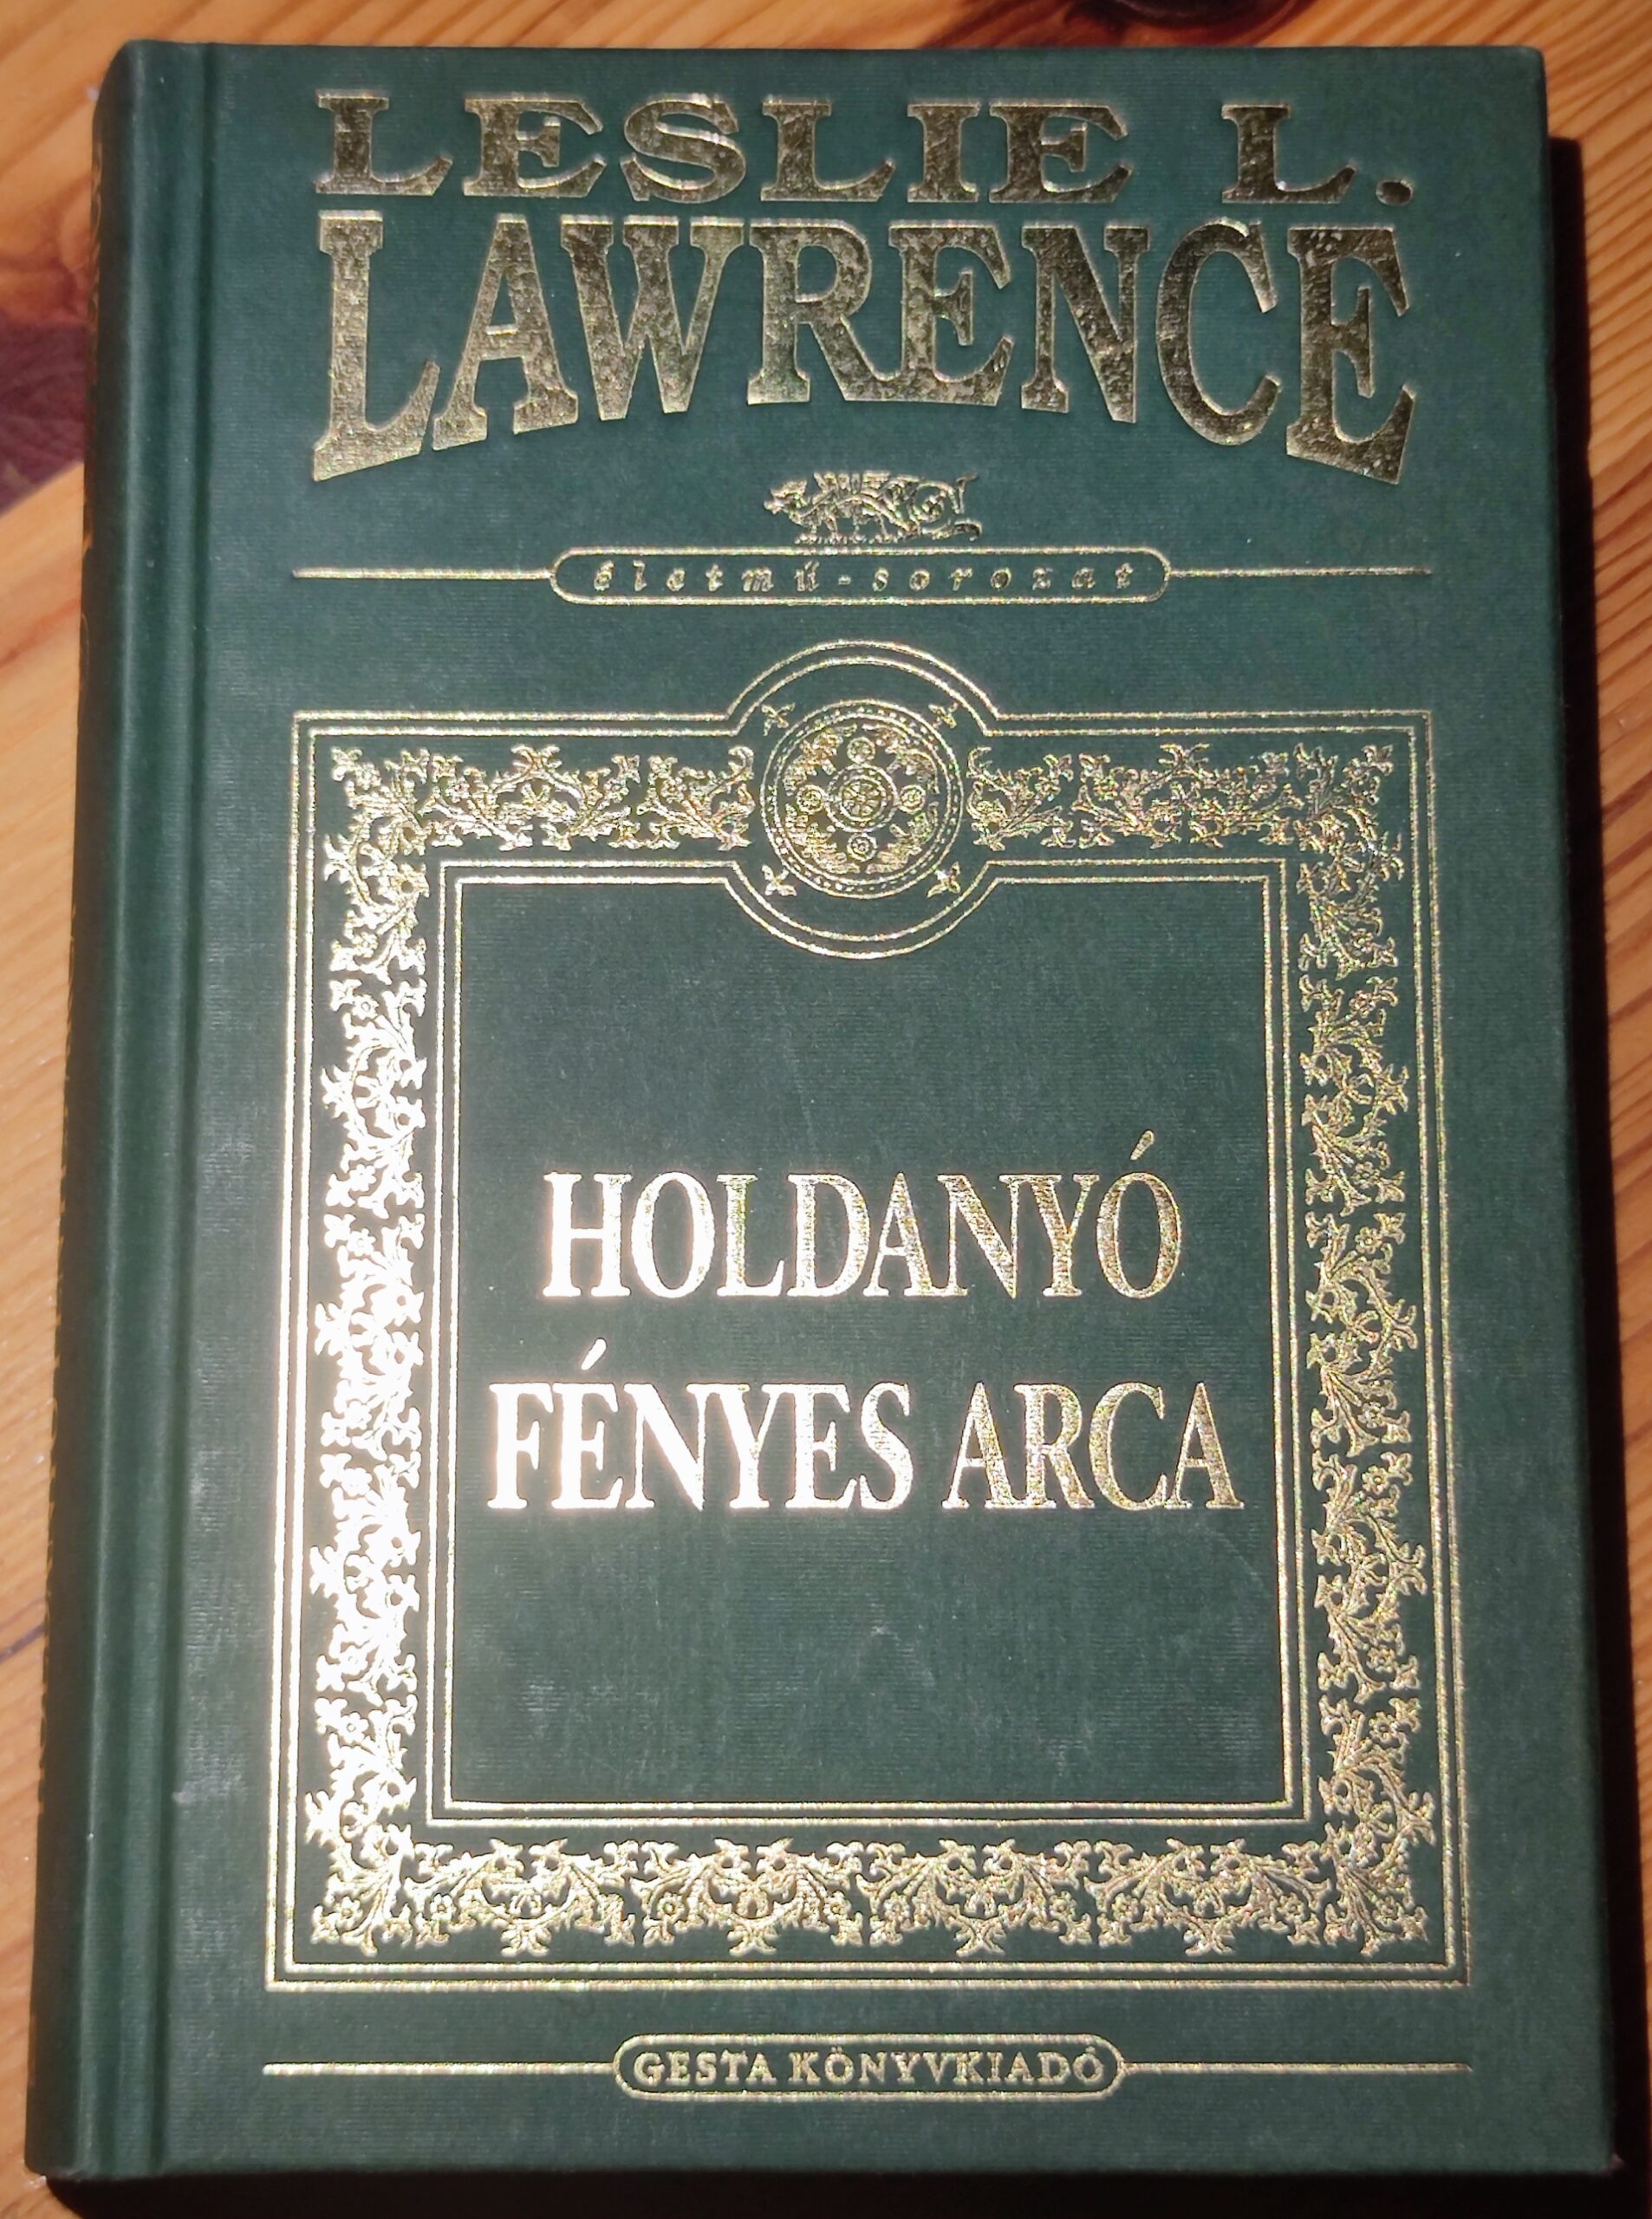 LESLIE L.
LAWRENCE
életmű-sorozat
HOLDANYÓ
FÉNYES ARCA
GESTA KÖNYVKIADÓ